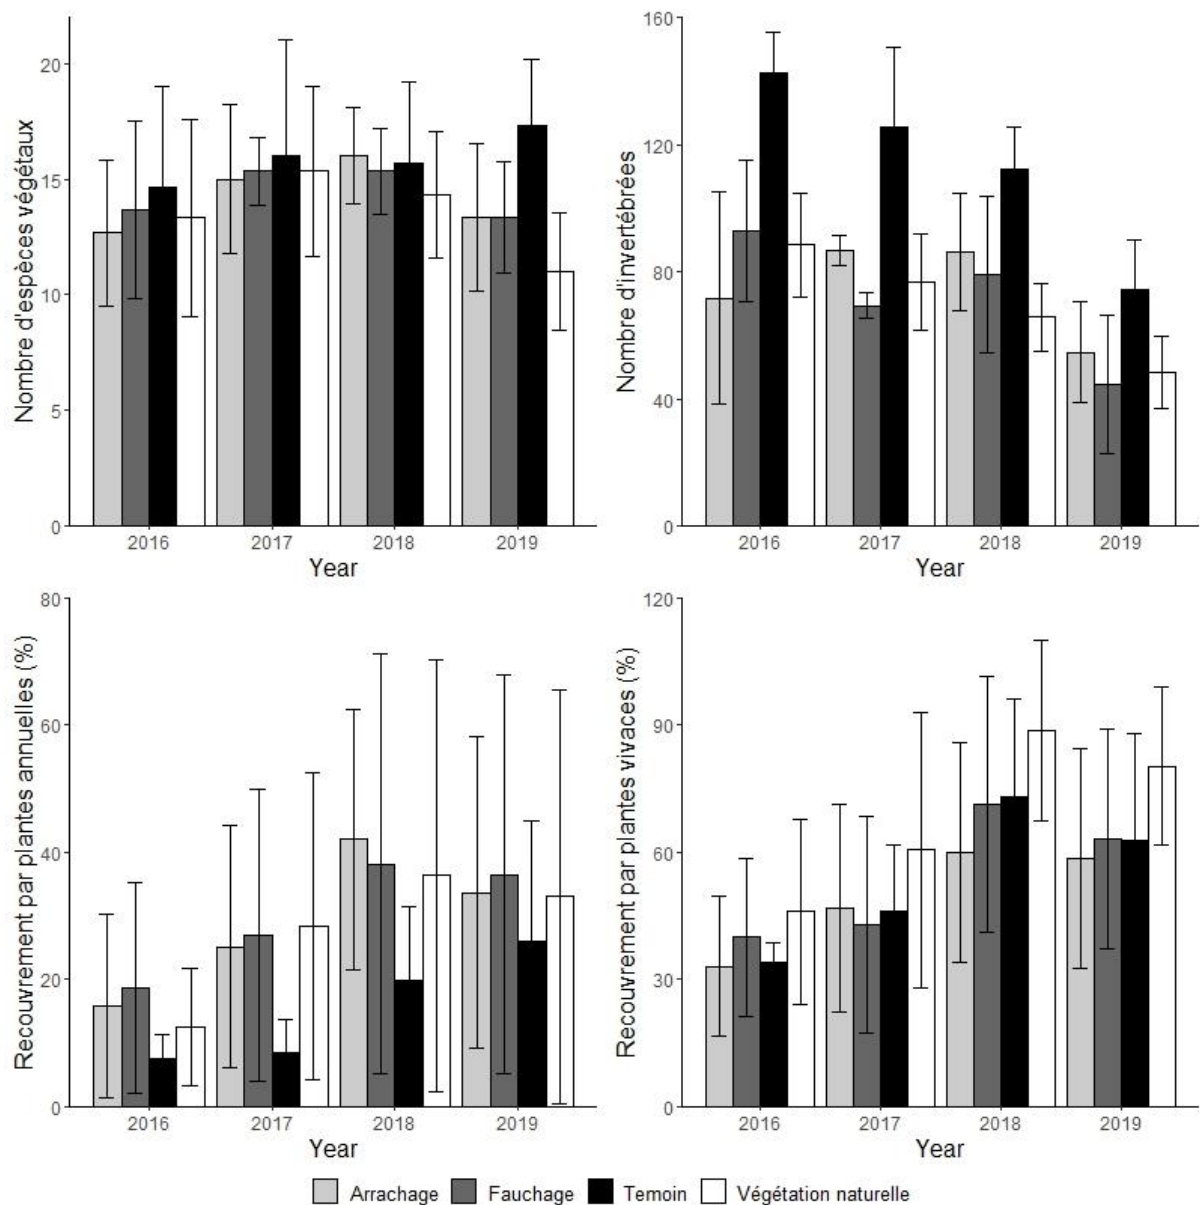 Nombre d'espèces végétaux
20
15
10
5
0
2016 2017 2018 2019
Year
Nombre d'invertébrées
160
120
80
40
0
2016 2017 2018 2019
Year
Recouvrement par plantes annuelles (%)
80
60
40
20
0
2016 2017 2018 2019
Year
Recouvrement par plantes vivaces (%)
120
90
60
30
0
2016 2017 2018 2019
Year
Arrachage Fauchage Temoin Végétation naturelle